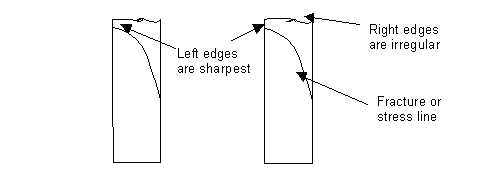 Left edges
are sharpest
Right edges
are irregular
Fracture or
stress line